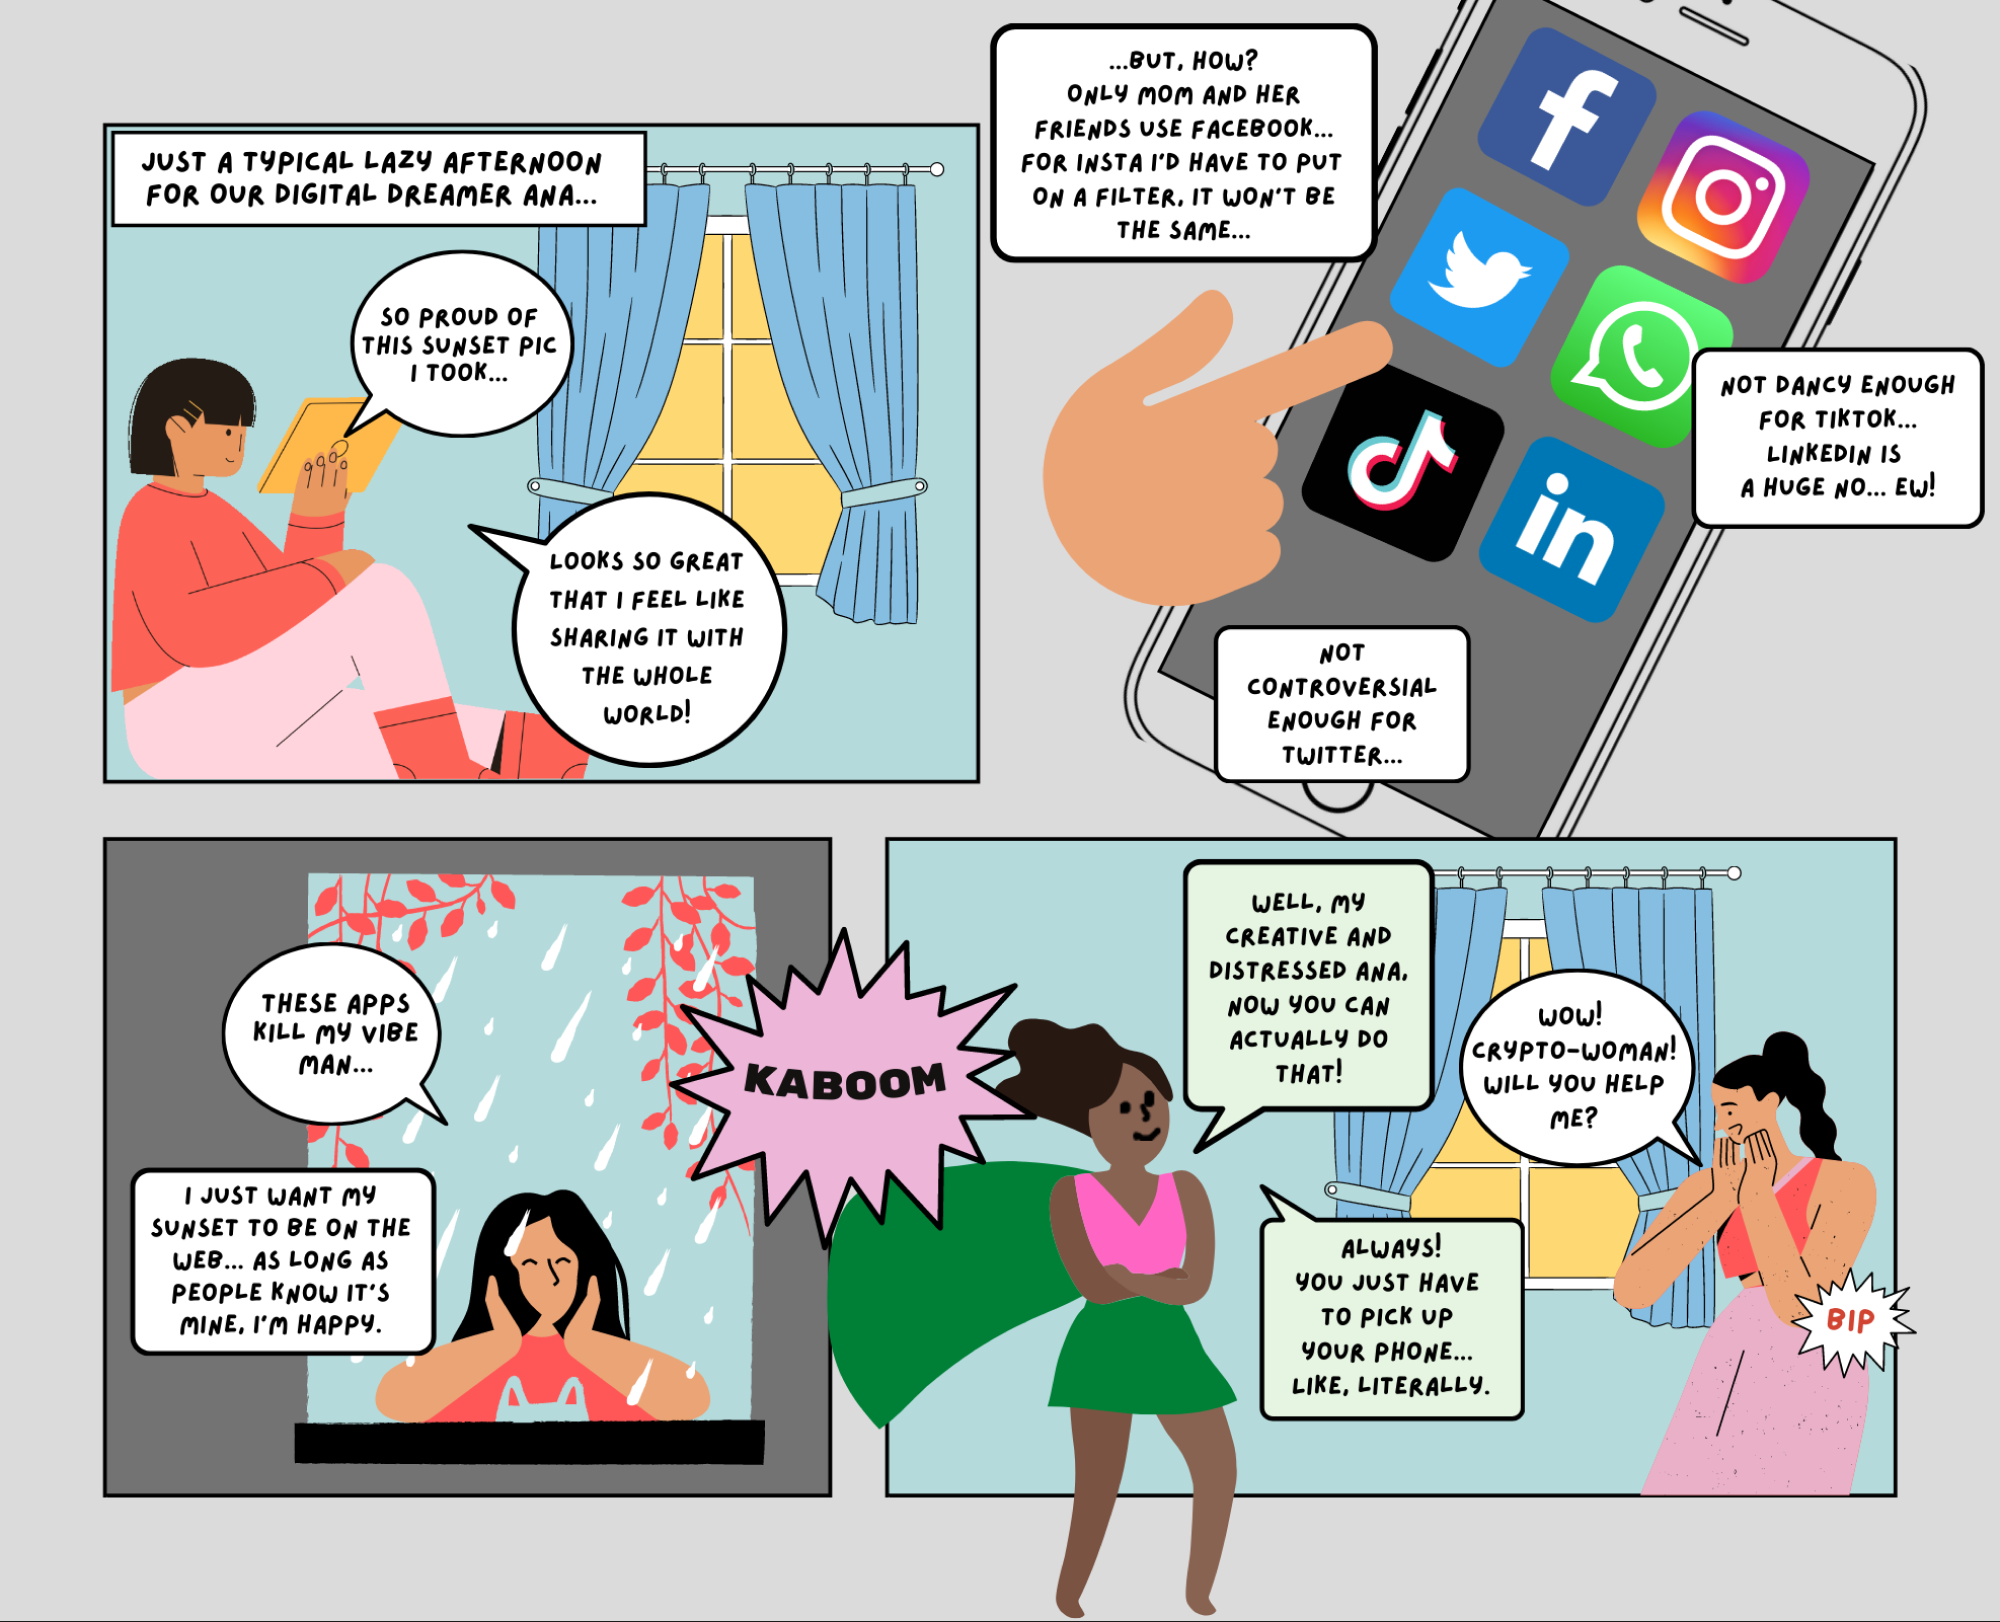 JUST A TYPICAL LAZY AFTERNOON
FOR OUR DIGITAL DREAMER ANA...
SO PROUD OF
THIS SUNSET PIC
I TOOK...
LOOKS SO GREAT
THAT I FEEL LIKE
SHARING IT WITH
THE WHOLE
WORLD!
...BUT, HOW?
ONLY MOM AND HER
FRIENDS USE FACEBOOK...
FOR INSTA I'D HAVE TO PUT
ON A FILTER, IT WON'T BE
THE SAME...
f
in
NOT DANCY ENOUGH
FOR TIKTOK...
LINKEDIN IS
A HUGE NO... EW!
NOT
CONTROVERSIAL
ENOUGH FOR
TWITTER...
THESE APPS
KILL MY VIBE
MAN...
I JUST WANT MY
SUNSET TO BE ON THE
WEB... AS LONG AS
PEOPLE KNOW IT'S
MINE, I'M HAPPY.
KABOOM
WELL, MY
CREATIVE AND
DISTRESSED ANA,
NOW YOU CAN
ACTUALLY DO
THAT!
WOW!
CRYPTO-WOMAN!
WILL YOU HELP
ME?
ALWAYS!
YOU JUST HAVE
TO PICK UP
YOUR PHONE...
LIKE, LITERALLY.
BIP